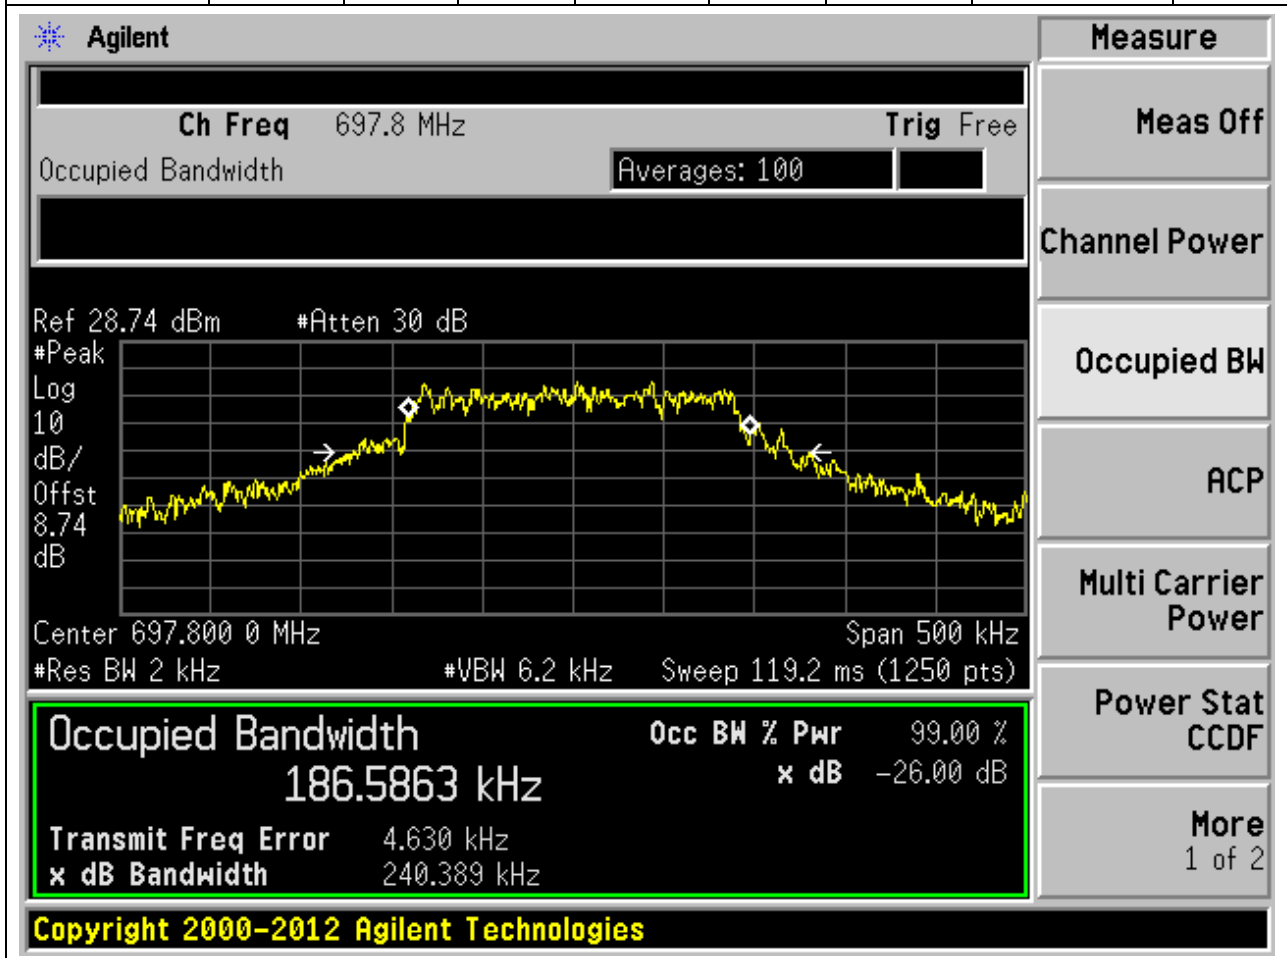 Agilent
Measure
Ch Freq 697.8 MHz Trig Free
Meas Off
Occupied Bandwidth Averages: 100
Channel Power
Ref 28.74 dBm #Atten 30 dB
#Peak
Log
10
dB/
Offst
8.74
dB
Occupied BW
ACP
Multi Carrier
Power
Center 697.800 0 MHz Span 500 kHz
#Res BW 2 kHz #VBW 6.2 kHz Sweep 119.2 ms (1250 pts)
Power Stat
CCDF
Occupied Bandwidth Occ BW % Pwr 99.00 %
186.5863 kHz x dB -26.00 dB
Transmit Freq Error 4.630 kHz
x dB Bandwidth 240.389 kHz
More
1 of 2
Copyright 2000-2012 Agilent Technologies